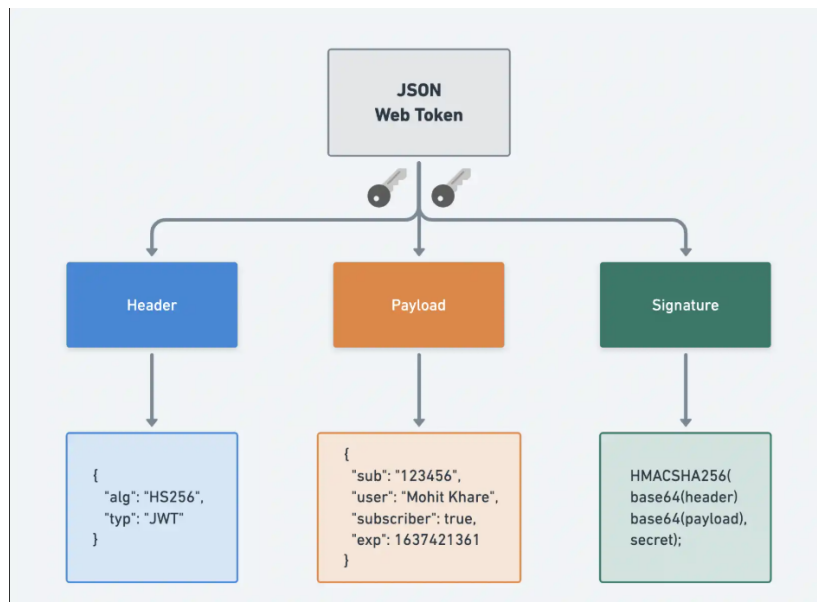 JSON
Web Token
Header
Payload
Signature
{
"alg": "HS256",
"typ": "JWT"
}
{
"sub": "123456",
"user": "Mohit Khare",
"subscriber": true,
"exp": 1637421361
}
HMACSHA256(
base64(header)
base64(payload),
secret);